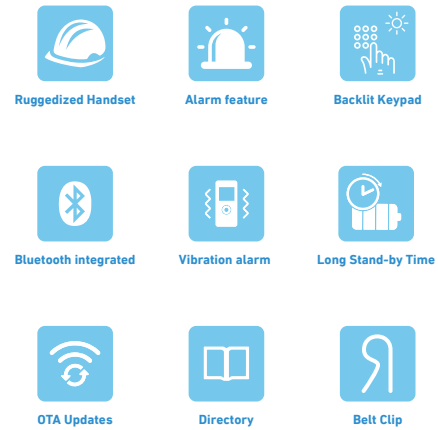 Ruggedized Handset
Alarm feature
Backlit Keypad
Bluetooth integrated
Vibration alarm
Long Stand-by Time
OTA Updates
Directory
Belt Clip